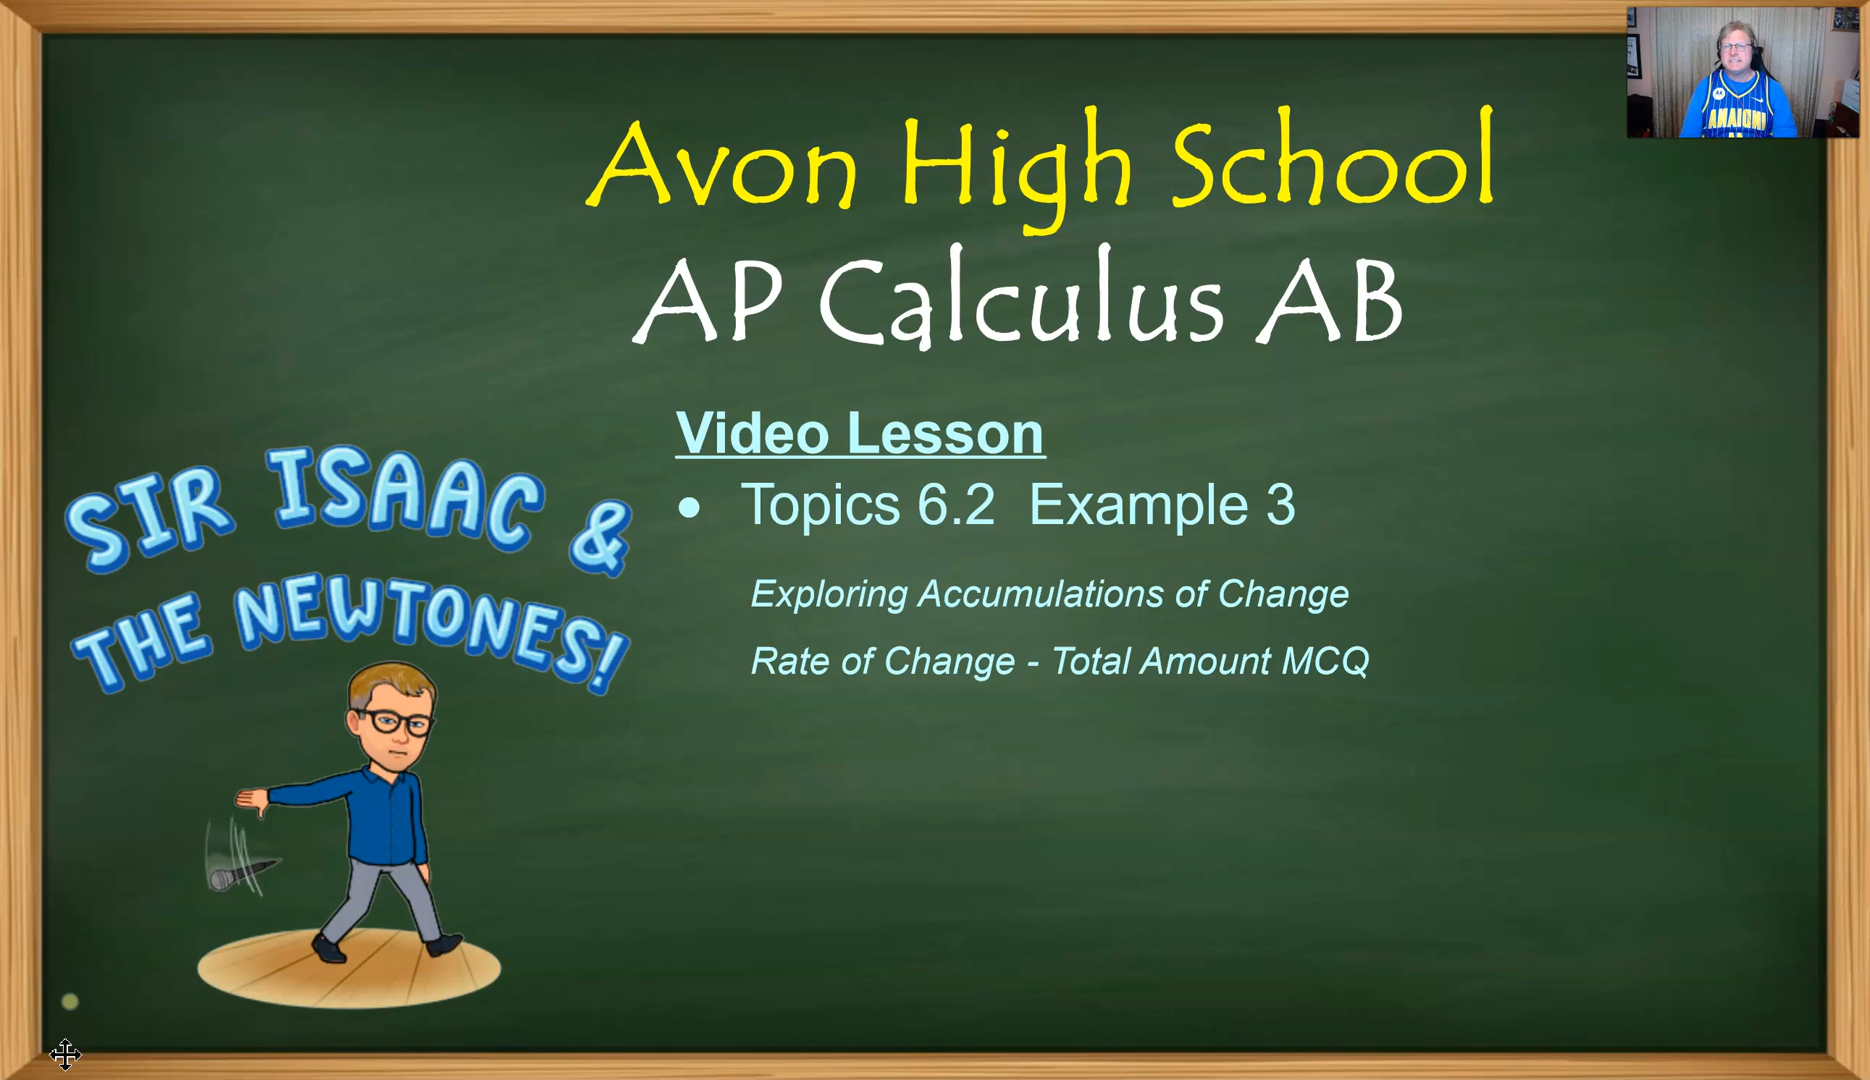 Avon High School
AP Calculus AB
Video Lesson
● Topics 6.2 Example 3
Exploring Accumulations of Change
Rate of Change - Total Amount MCQ
SIR ISAAC &
THE NEWTONES!